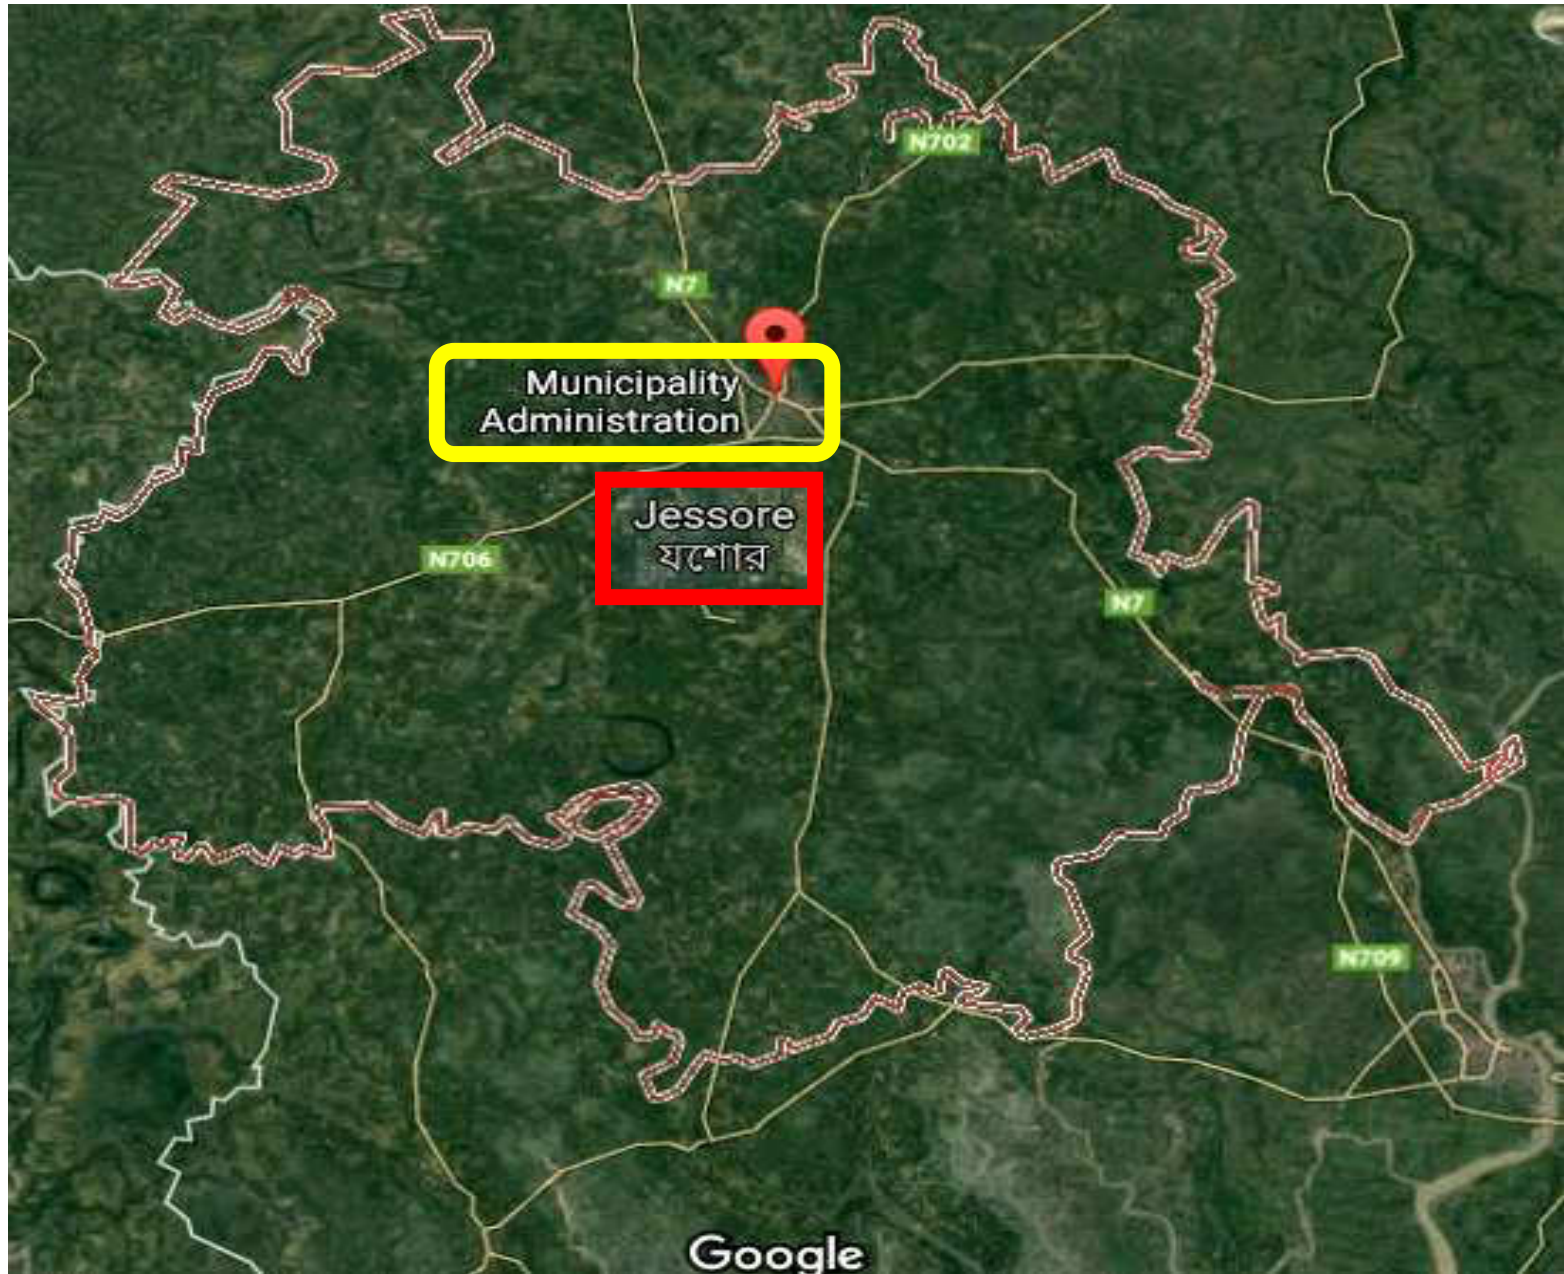 N702
N7
Municipality
Administration
Jessore
যশোর
N706
N7
N709
Google